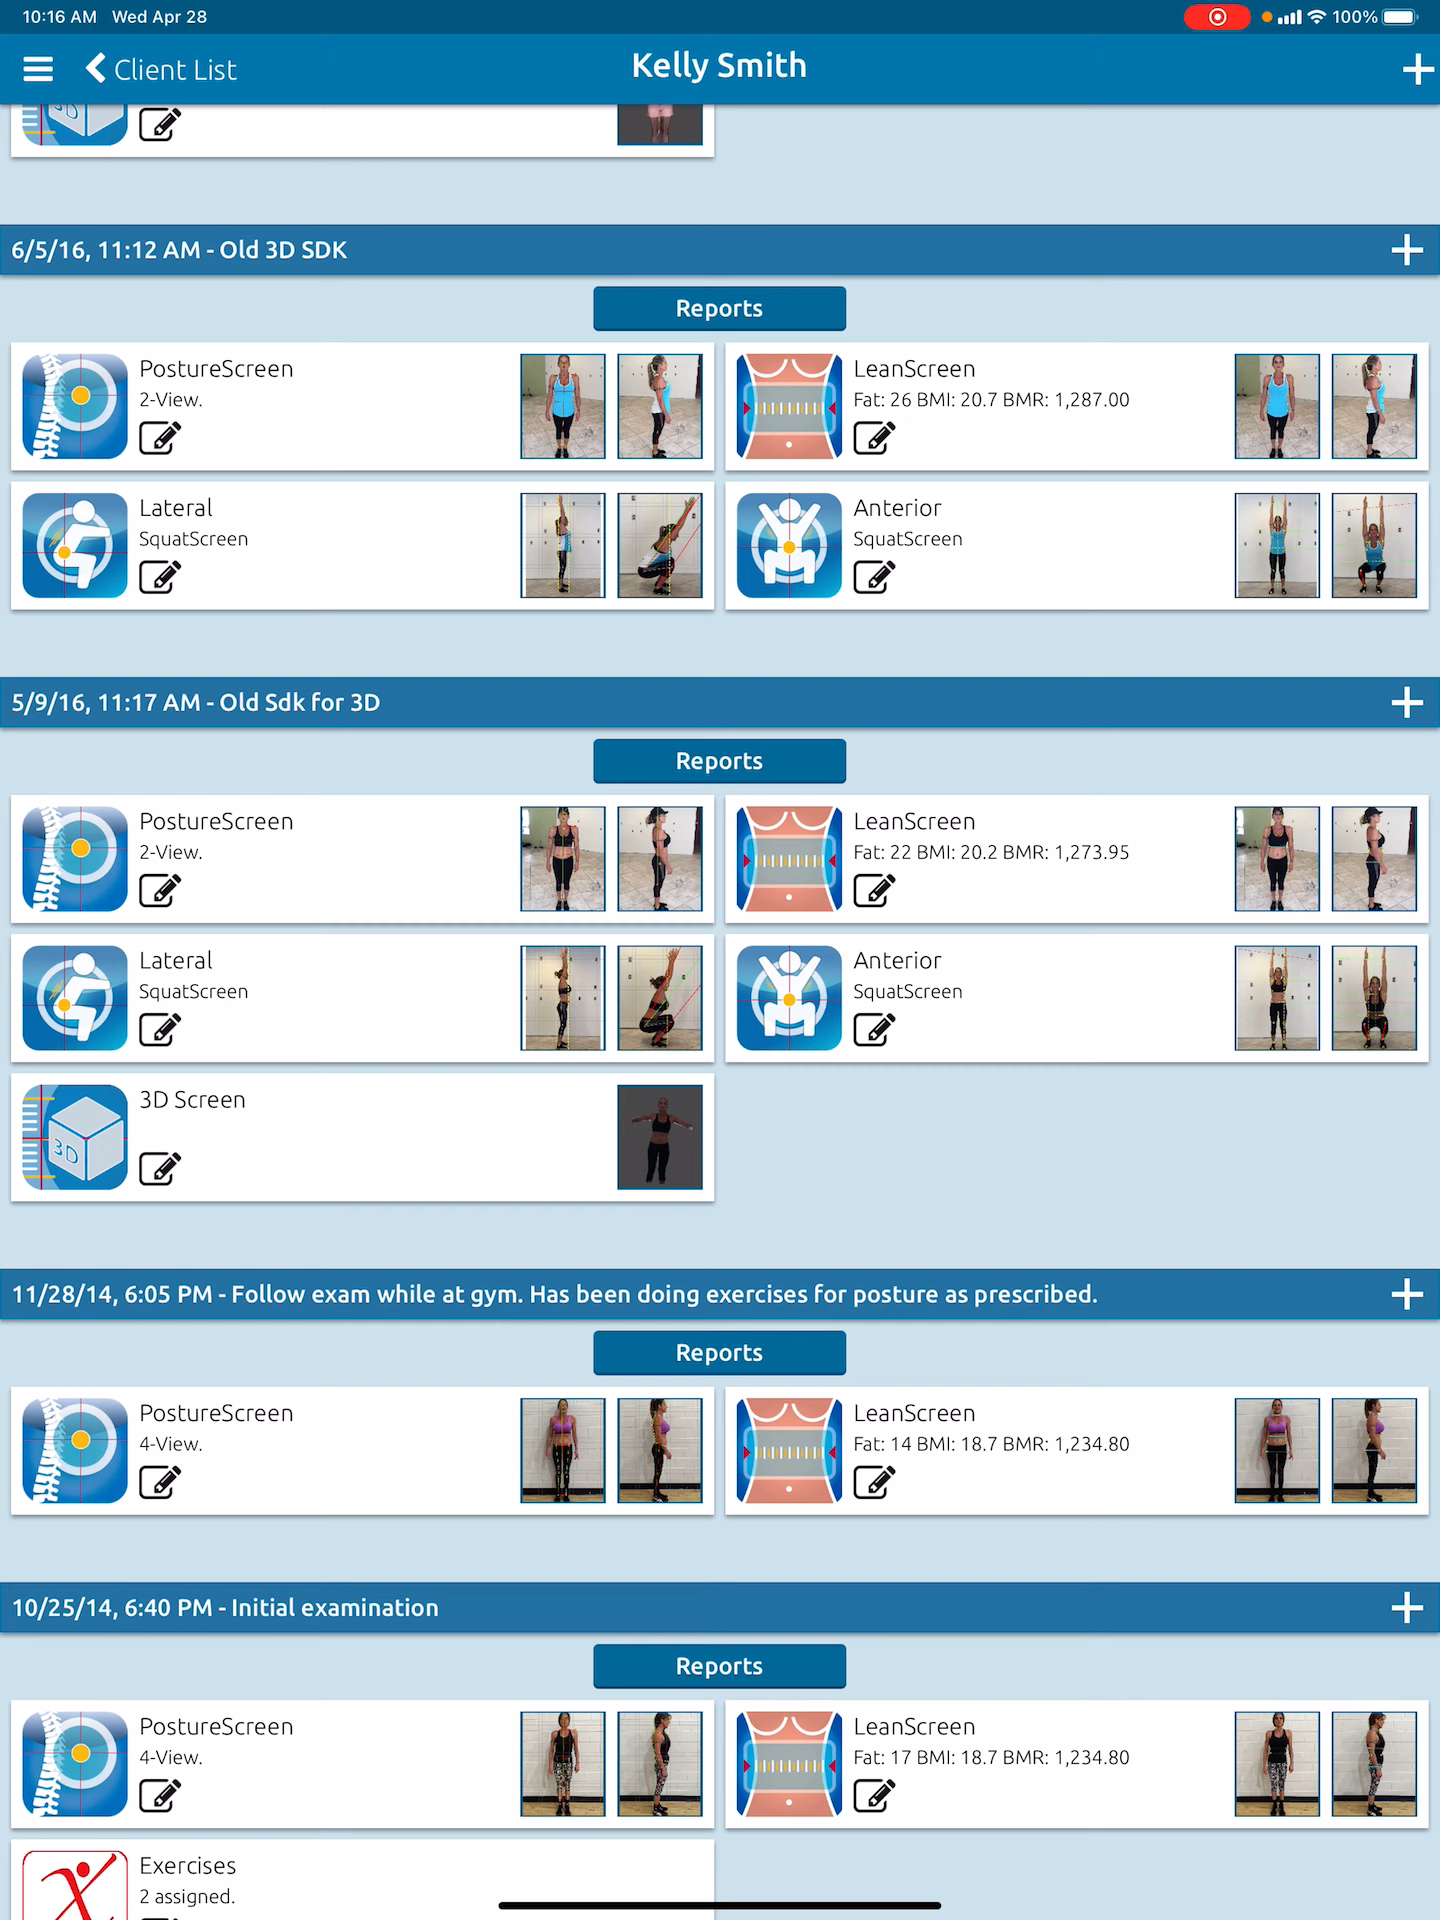 10:16 AM Wed Apr 28 100%
Client List
Kelly Smith
6/5/16, 11:12 AM - Old 3D SDK
Reports
PostureScreen
2-View.
LeanScreen
Fat: 26 BMI: 20.7 BMR: 1,287.00
Lateral
SquatScreen
Anterior
SquatScreen
5/9/16, 11:17 AM - Old Sdk for 3D
Reports
PostureScreen
2-View.
LeanScreen
Fat: 22 BMI: 20.2 BMR: 1,273.95
Lateral
SquatScreen
Anterior
SquatScreen
3D
3D Screen
11/28/14, 6:05 PM - Follow exam while at gym. Has been doing exercises for posture as prescribed.
Reports
PostureScreen
4-View.
LeanScreen
Fat: 14 BMI: 18.7 BMR: 1,234.80
10/25/14, 6:40 PM - Initial examination
Reports
PostureScreen
4-View.
LeanScreen
Fat: 17 BMI: 18.7 BMR: 1,234.80
Exercises
2 assigned.